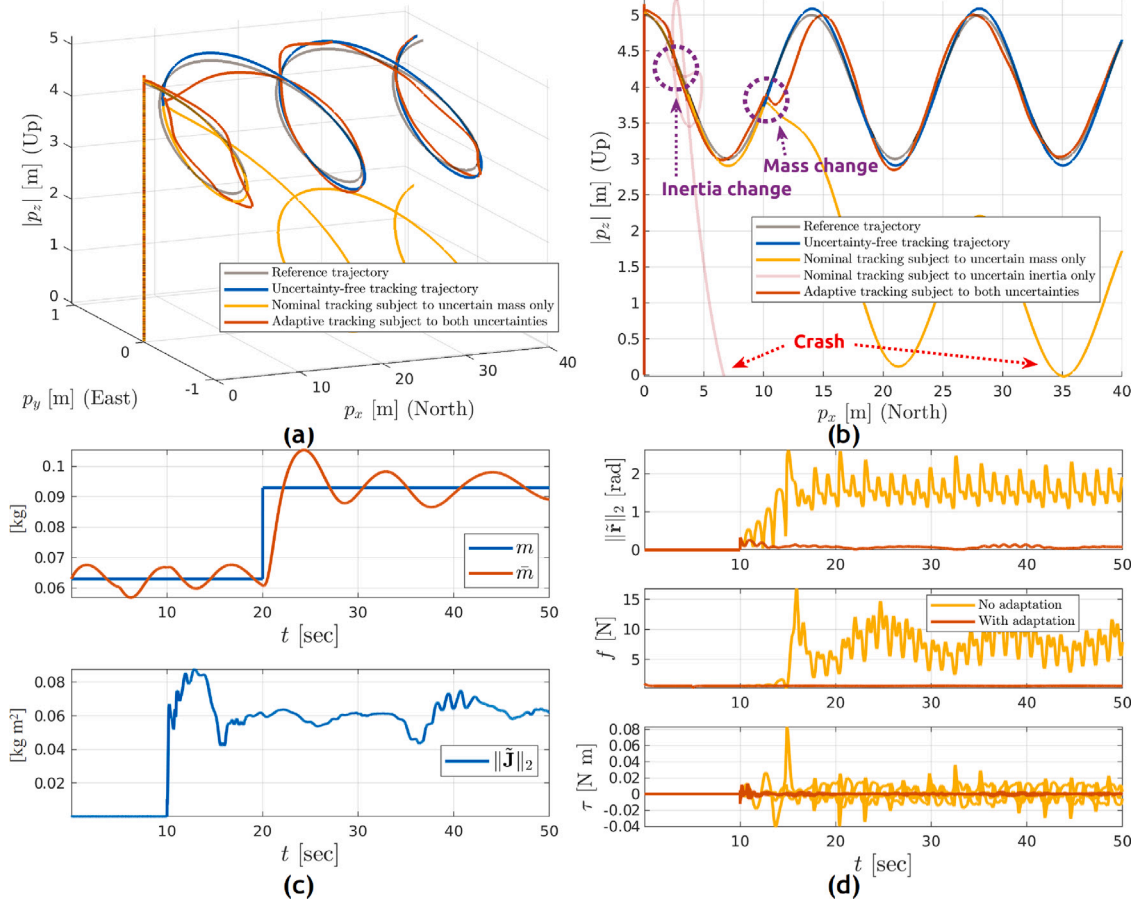 5
4
3
2
1
0
|p_z| [m] (Up)
1
0
-1
p_y [m] (East)
0
10
20
30
40
p_x [m] (North)
Reference trajectory
Uncertainty-free tracking trajectory
Nominal tracking subject to uncertain mass only
Adaptive tracking subject to both uncertainties
(a)
5
4.5
4
3.5
3
2.5
2
1.5
1
0.5
0
|p_z| [m] (Up)
Inertia change
Mass change
Reference trajectory
Uncertainty-free tracking trajectory
Nominal tracking subject to uncertain mass only
Nominal tracking subject to uncertain inertia only
Adaptive tracking subject to both uncertainties
Crash
0 5 10 15 20 25 30 35 40
p_x [m] (North)
(b)
0.1
0.09
0.08
0.07
0.06
[kg]
m
m̄
0 10 20 30 40 50
t [sec]
0.08
0.06
0.04
0.02
[kg m²]
‖J̃‖₂
10 20 30 40 50
t [sec]
(c)
2
1
0
‖r̃‖₂ [rad]
0 10 20 30 40 50
15
10
5
f [N]
No adaptation
With adaptation
0 10 20 30 40 50
0.08
0.06
0.04
0.02
0
-0.02
-0.04
τ [N m]
0 10 20 30 40 50
t [sec]
(d)